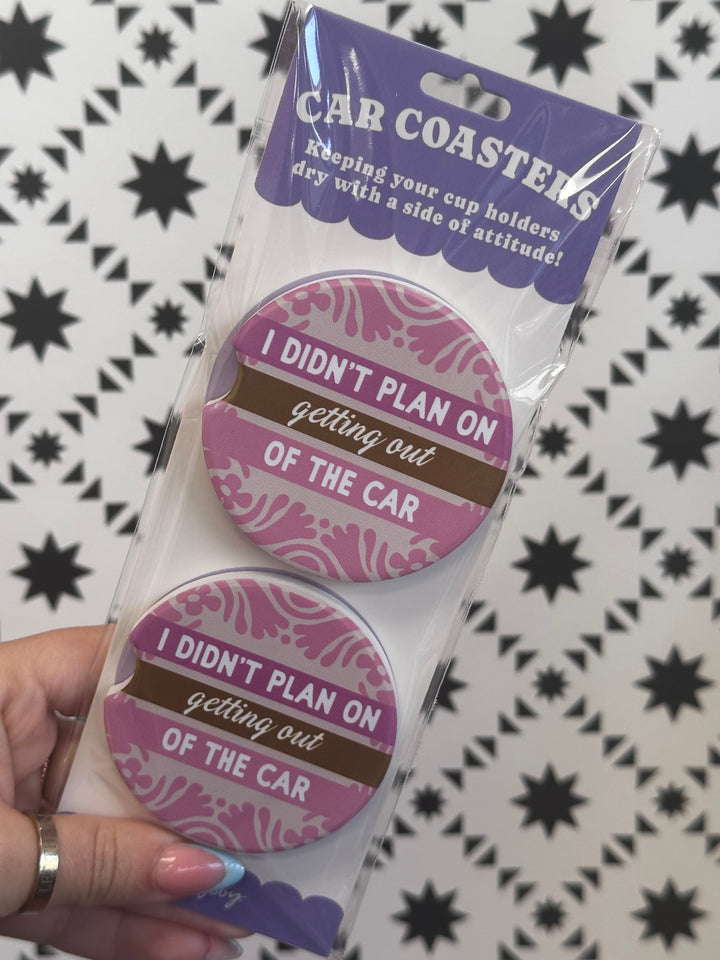 CAR COASTERS
Keeping your cup holders
dry with a side of attitude!
I DIDN'T PLAN ON
getting out
OF THE CAR
I DIDN'T PLAN ON
getting out
OF THE CAR